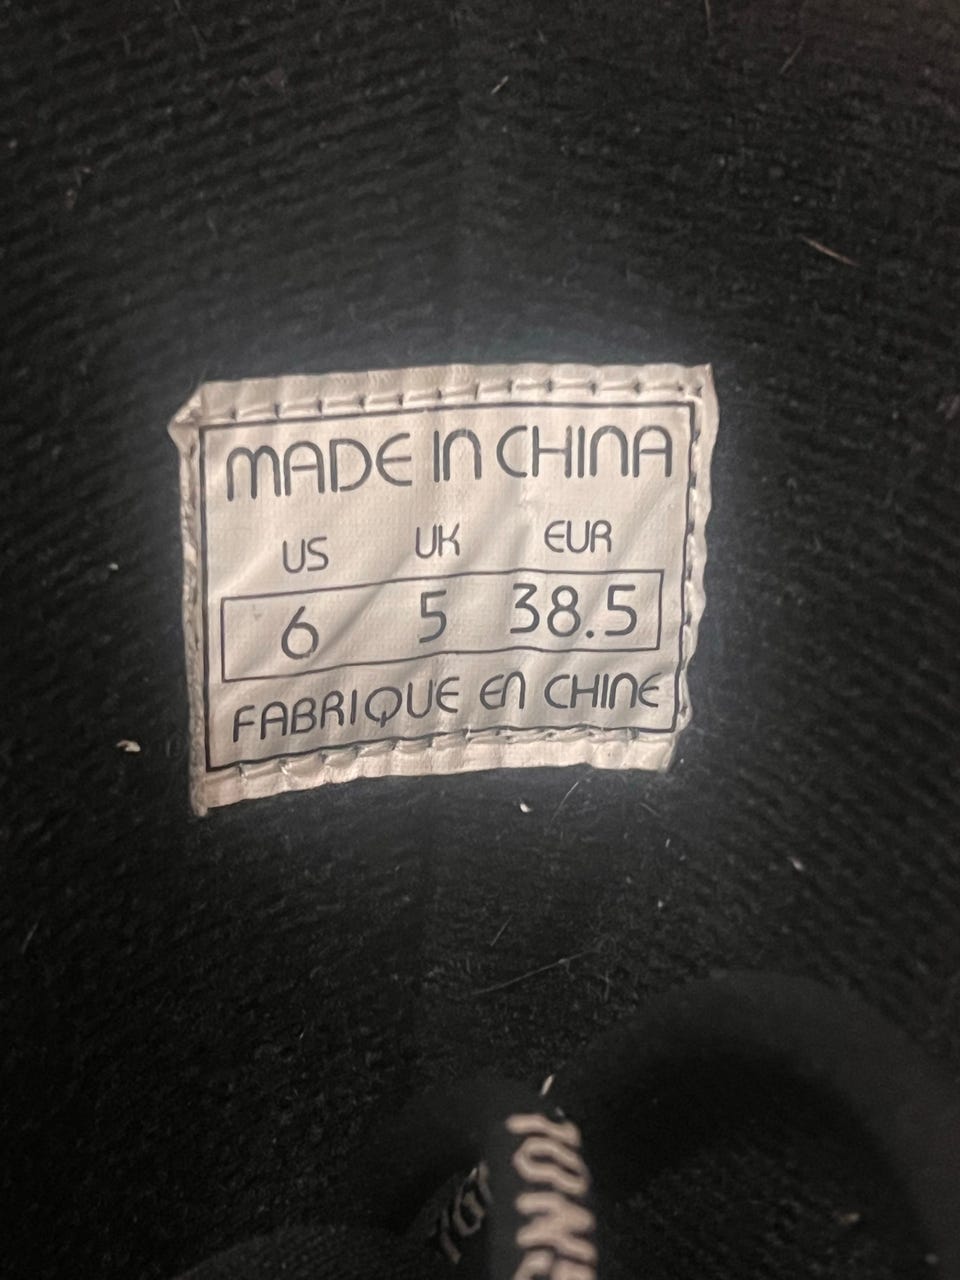 MADE IN CHINA
US UK EUR
6 5 38.5
FABRIQUE EN CHINE